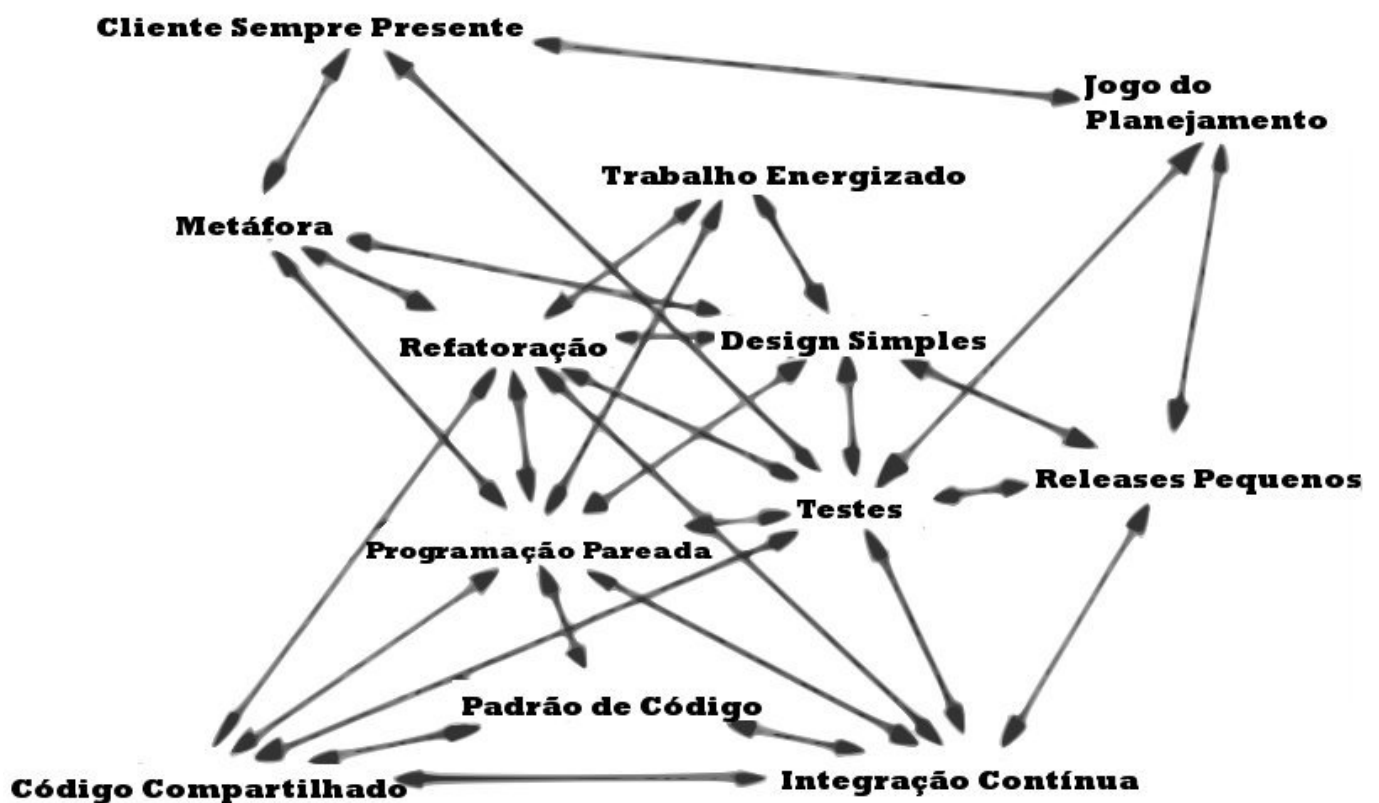 Cliente Sempre Presente
Jogo do
Planejamento
Trabalho Energizado
Metáfora
Refatoração
Design Simples
Releases Pequenos
Testes
Programação Pareada
Padrão de Código
Código Compartilhado
Integração Contínua